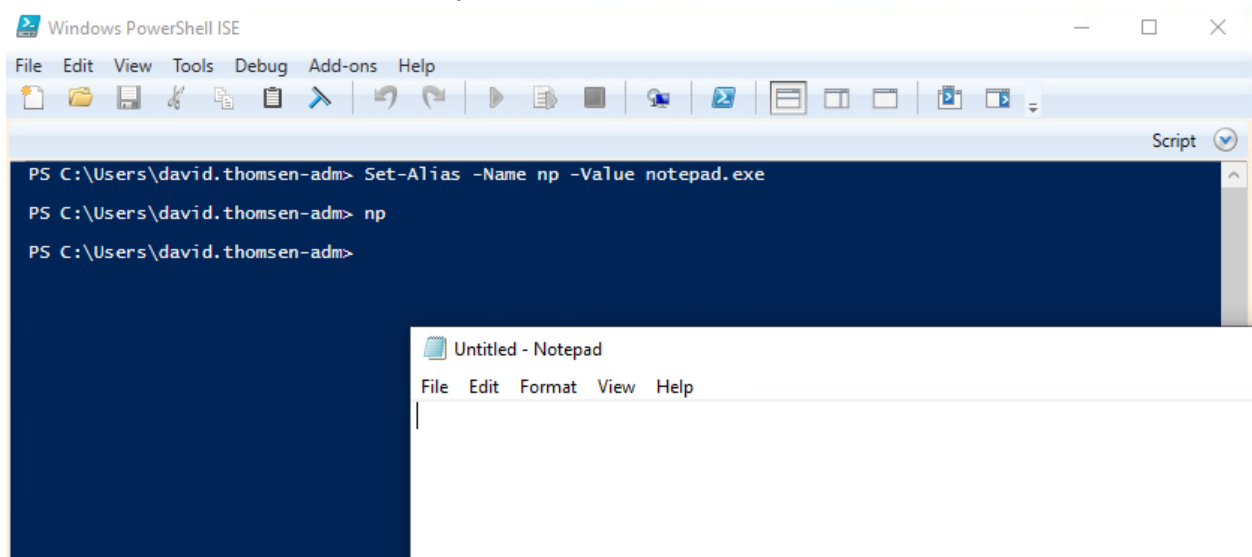 Windows PowerShell ISE
File Edit View Tools Debug Add-ons Help
Script
PS C:\Users\david.thomsen-adm> Set-Alias -Name np -Value notepad.exe
PS C:\Users\david.thomsen-adm> np
PS C:\Users\david.thomsen-adm>
Untitled - Notepad
File Edit Format View Help